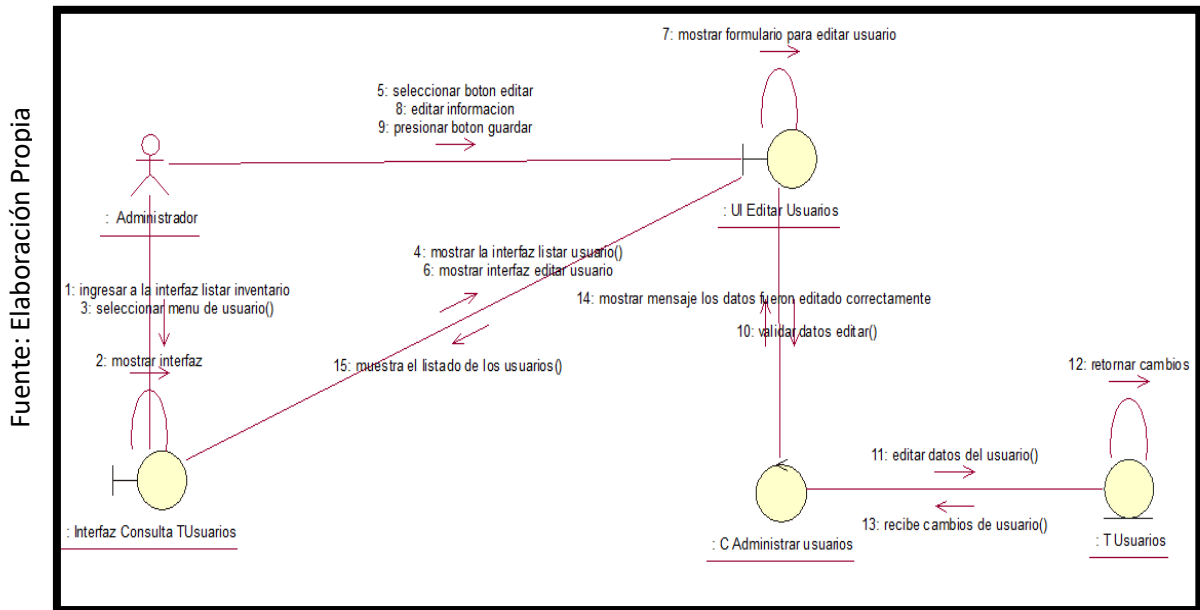 Fuente: Elaboración Propia
7: mostrar formulario para editar usuario
5: seleccionar boton editar
8: editar informacion
9: presionar boton guardar
: Administrador
: UI Editar Usuarios
4: mostrar la interfaz listar usuario()
6: mostrar interfaz editar usuario
1: ingresar a la interfaz listar inventario
3: seleccionar menu de usuario()
14: mostrar mensaje los datos fueron editado correctamente
10: validar datos editar()
2: mostrar interfaz
15: muestra el listado de los usuarios()
12: retornar cambios
11: editar datos del usuario()
13: recibe cambios de usuario()
: Interfaz Consulta TUsuarios
: C Administrar usuarios
: T Usuarios